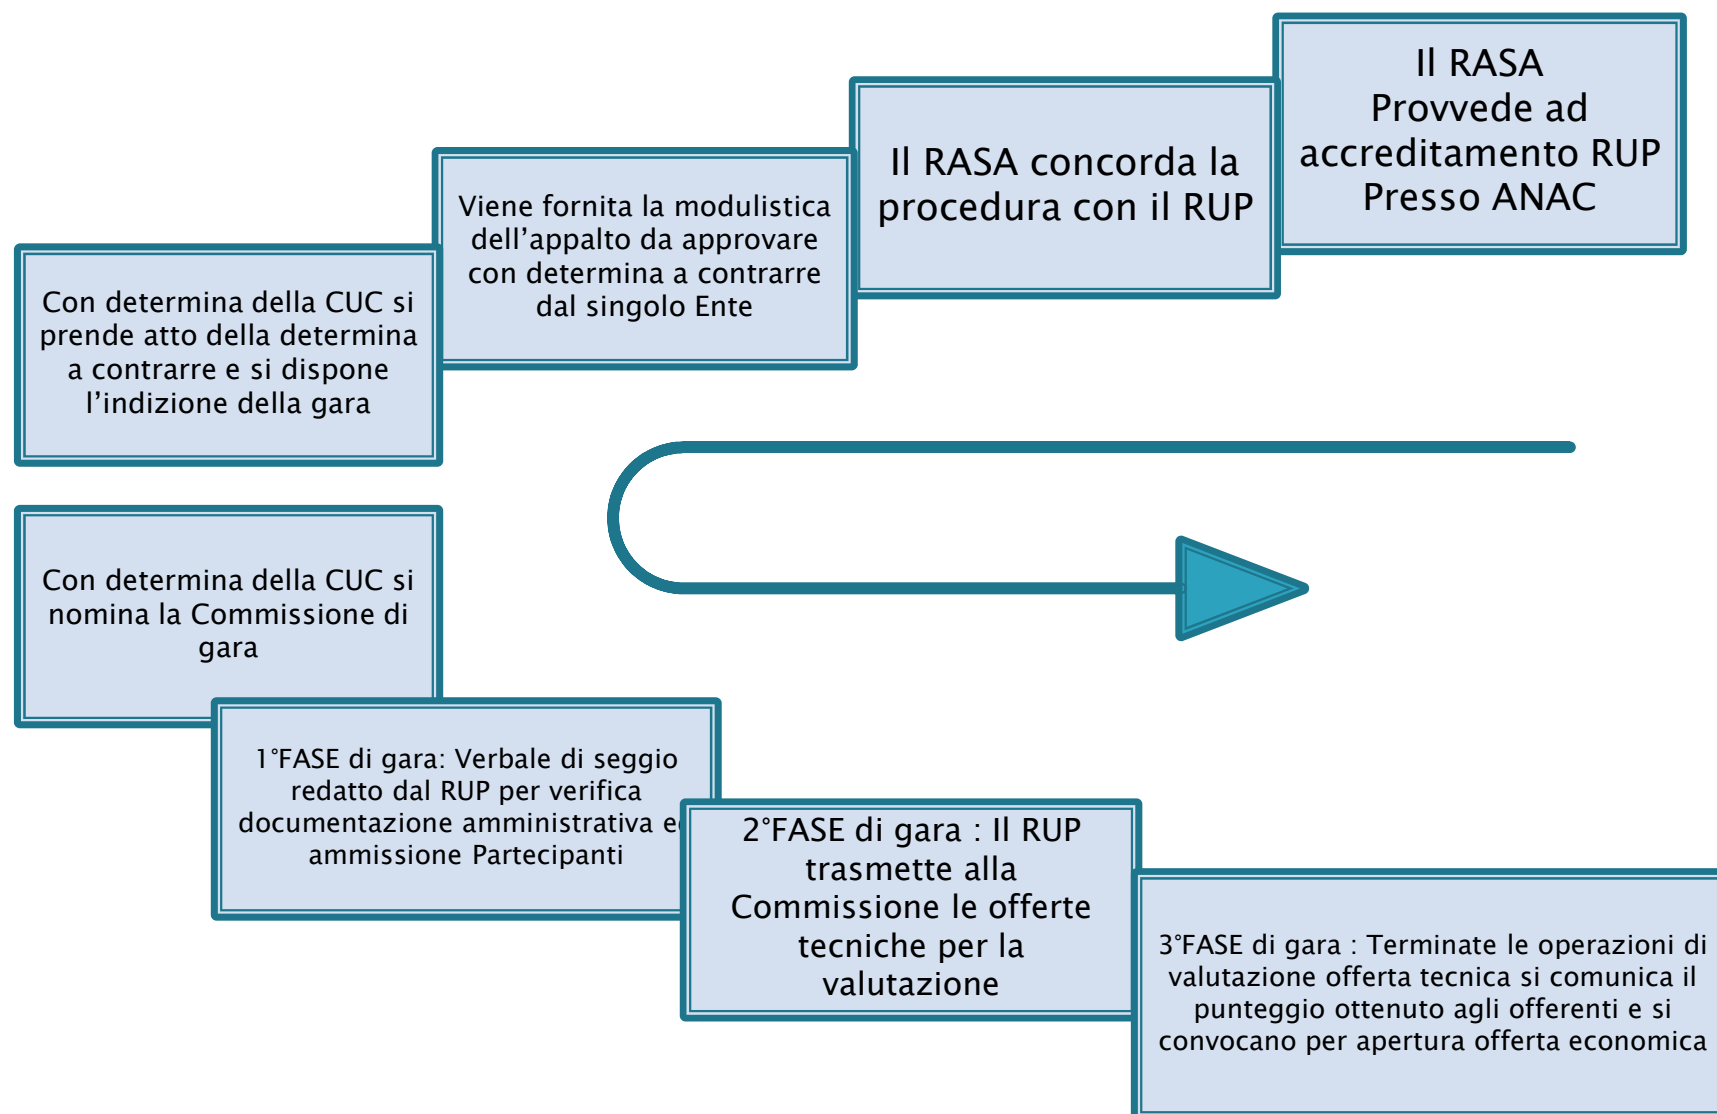 Il RASA
Provvede ad
accreditamento RUP
Presso ANAC
Il RASA concorda la
procedura con il RUP
Viene fornita la modulistica
dell’appalto da approvare
con determina a contrarre
dal singolo Ente
Con determina della CUC si
prende atto della determina
a contrarre e si dispone
l’indizione della gara
Con determina della CUC si
nomina la Commissione di
gara
1°FASE di gara: Verbale di seggio
redatto dal RUP per verifica
documentazione amministrativa
ammissione Partecipanti
2°FASE di gara : Il RUP
trasmette alla
Commissione le offerte
tecniche per la
valutazione
3°FASE di gara : Terminate le operazioni di
valutazione offerta tecnica si comunica il
punteggio ottenuto agli offerenti e si
convocano per apertura offerta economica